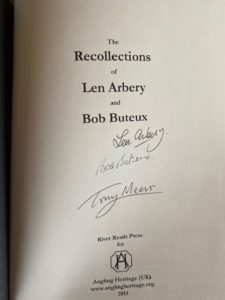 The
Recollections
of
Len Arbery
and
Bob Buteux
Len Arbery.
Bob Buteux
Tony Meers
River Reads Press
for
AH
Angling Heritage (UK)
www.anglingheritage.org
2014